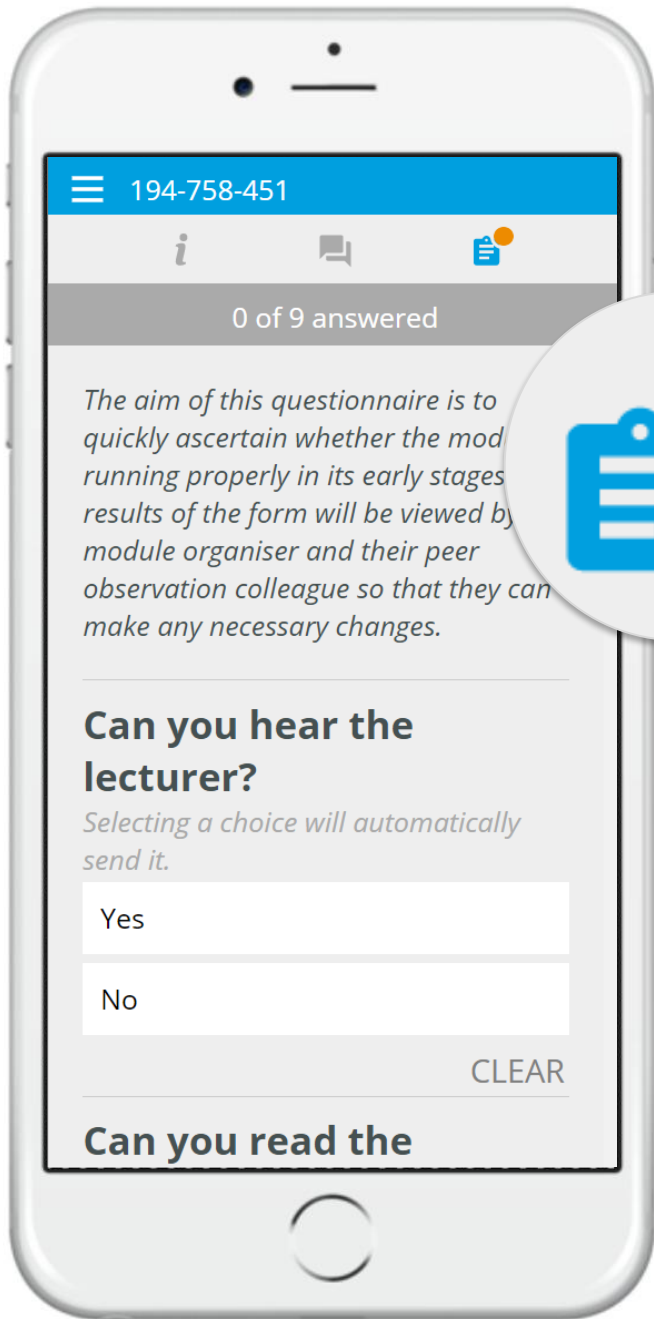 194-758-451
i
0 of 9 answered
The aim of this questionnaire is to
quickly ascertain whether the mod
running properly in its early stages
results of the form will be viewed by
module organiser and their peer
observation colleague so that they can
make any necessary changes.
Can you hear the
lecturer?
Selecting a choice will automatically
send it.
Yes
No
CLEAR
Can you read the